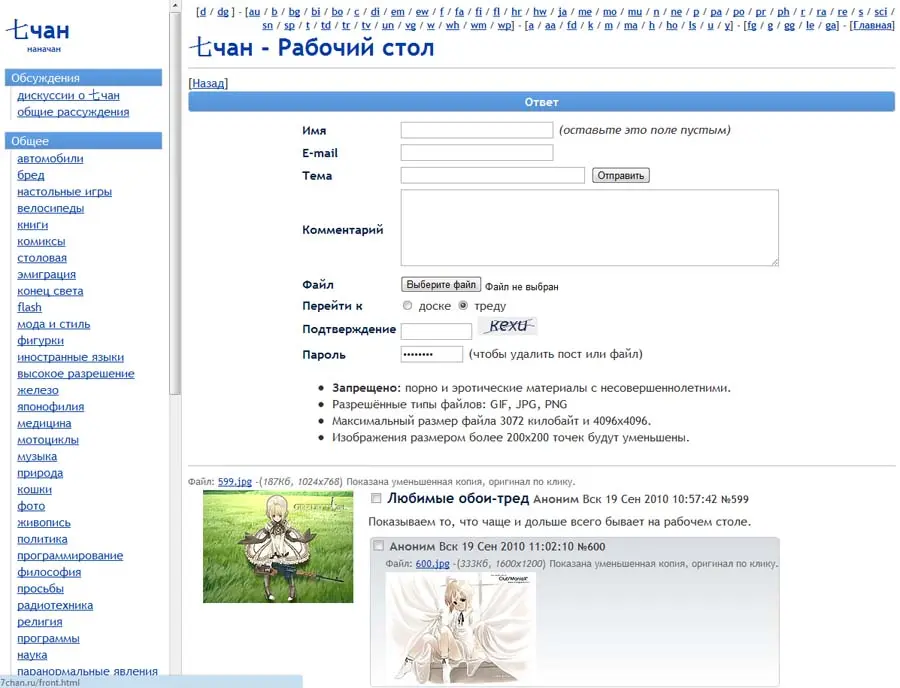 七чан
наначан
Обсуждения
дискуссии о 七чан
общие рассуждения
Общее
автомобили
бред
настольные игры
велосипеды
книги
комиксы
столовая
эмиграция
конец света
flash
мода и стиль
фигурки
иностранные языки
высокое разрешение
железо
японофилия
медицина
мотоциклы
музыка
природа
кошки
фото
живопись
политика
программирование
философия
просьбы
радиотехника
религия
программы
наука
паранормальные явления
7chan.ru/front.html
[d / dg ] - [au / b / bg / bi / bo / c / di / em / ew / f / fa / fi / fl / hr / hw / ja / me / mo / mu / n / ne / p / pa / po / pr / ph / r / ra / re / s / sci /
sn / sp / t / td / tr / tv / un / vg / w / wh / wm / wp] - [a / aa / fd / k / m / ma / h / ho / ls / u / y] - [fg / g / gg / le / ga] - [Главная]
七чан - Рабочий стол
[Назад]
Ответ
Имя (оставьте это поле пустым)
E-mail
Тема Отправить
Комментарий
Файл Выберите файл Файл не выбран
Перейти к доске треду
Подтверждение кехи
Пароль •••••••• (чтобы удалить пост или файл)
• Запрещено: порно и эротические материалы с несовершеннолетними.
• Разрешённые типы файлов: GIF, JPG, PNG
• Максимальный размер файла 3072 килобайт и 4096x4096.
• Изображения размером более 200x200 точек будут уменьшены.
Файл: 599.jpg -(187Кб, 1024x768) Показана уменьшенная копия, оригинал по клику.
Любимые обои-тред Аноним Вск 19 Сен 2010 10:57:42 №599
Показываем то, что чаще и дольше всего бывает на рабочем столе.
Аноним Вск 19 Сен 2010 11:02:10 №600
Файл: 600.jpg -(333Кб, 1600x1200) Показана уменьшенная копия, оригинал по клику.